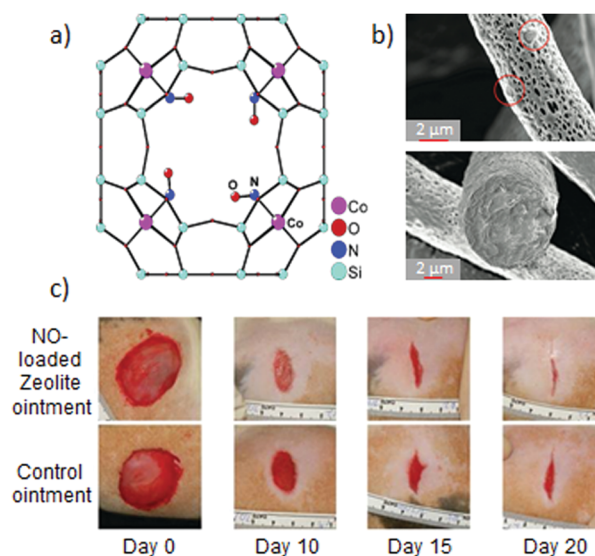 a)
b)
O
N
Co
Co
O
N
Si
2 μm
2 μm
c)
NO-
loaded
Zeolite
ointment
Control
ointment
Day 0
Day 10
Day 15
Day 20